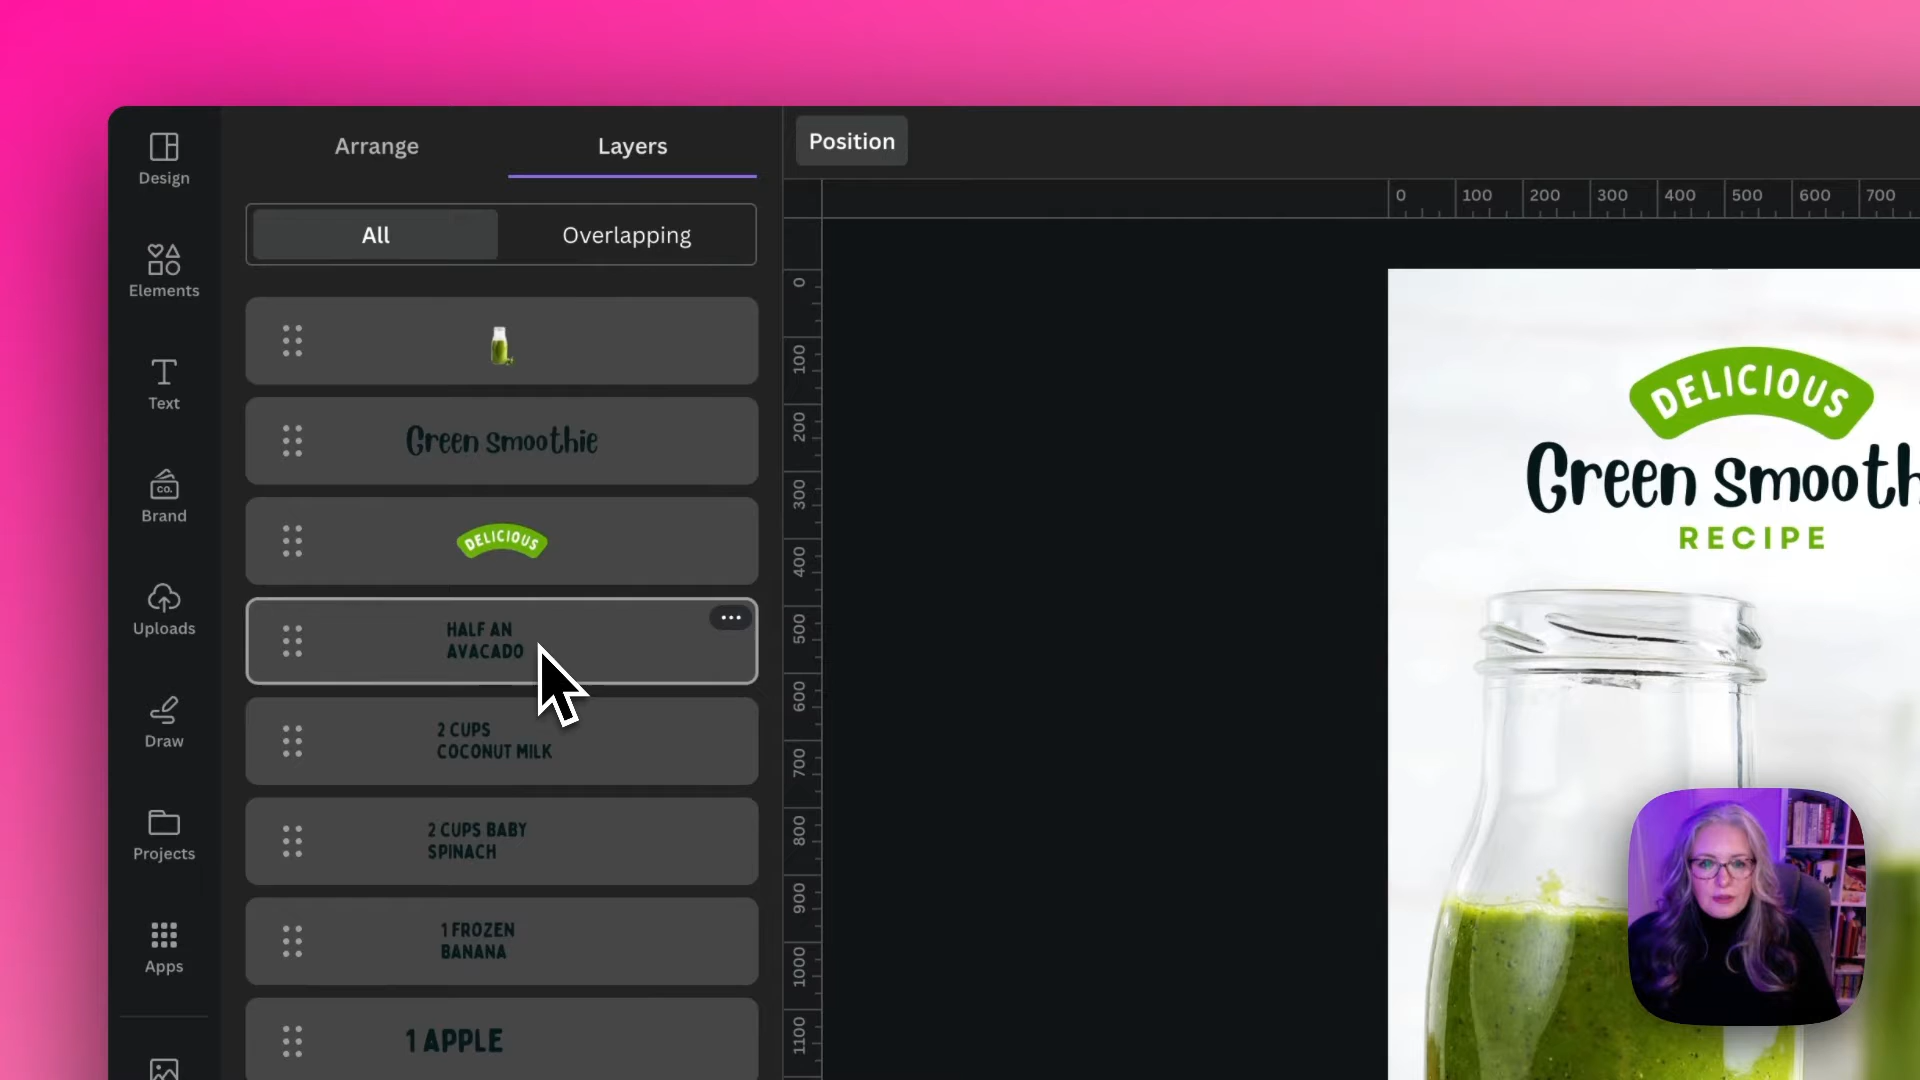 Design
Elements
Text
CO.
Brand
Uploads
Draw
Projects
Apps
Arrange
Layers
All
Overlapping
Green smoothie
DELICIOUS
HALF AN
AVACADO
2 CUPS
COCONUT MILK
2 CUPS BABY
SPINACH
1 FROZEN
BANANA
1 APPLE
Position
0 100 200 300 400 500 600 700
0
100
200
300
400
500
600
700
800
900
1000
1100
DELICIOUS
Green smooth
RECIPE